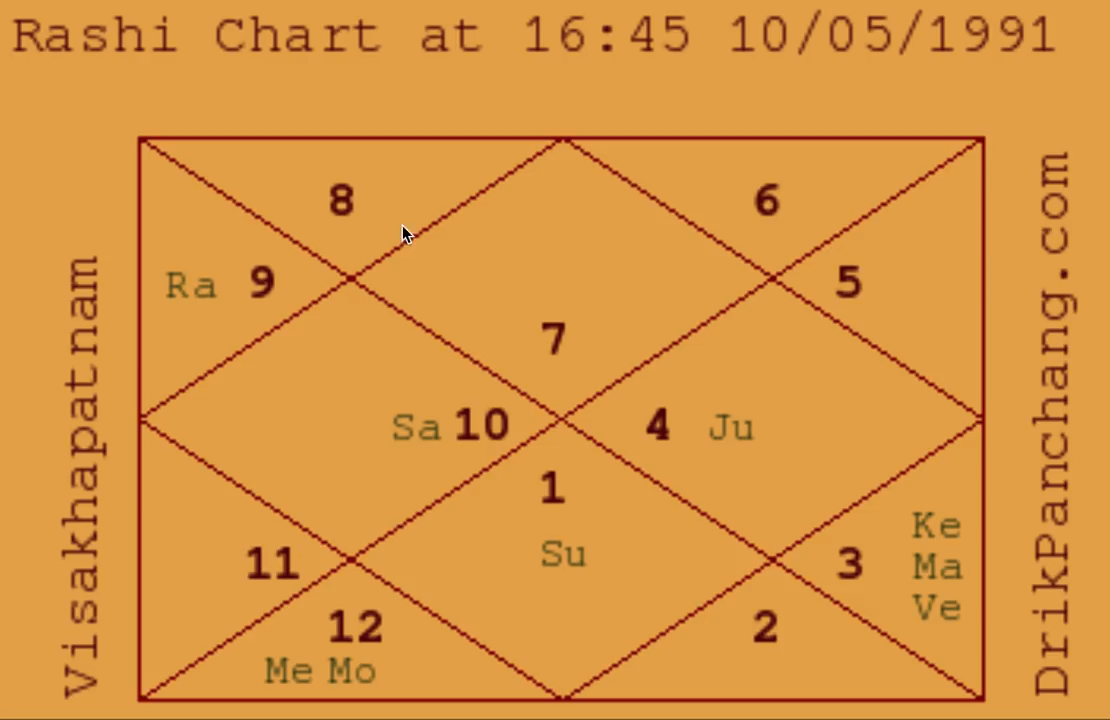 Rashi Chart at 16:45 10/05/1991
Visakhapatnam
DrikPanchang.com
8
6
Ra 9
5
7
Sa 10
4 Ju
1
Su
11
3
Ke
Ma
Ve
12
Me Mo
2